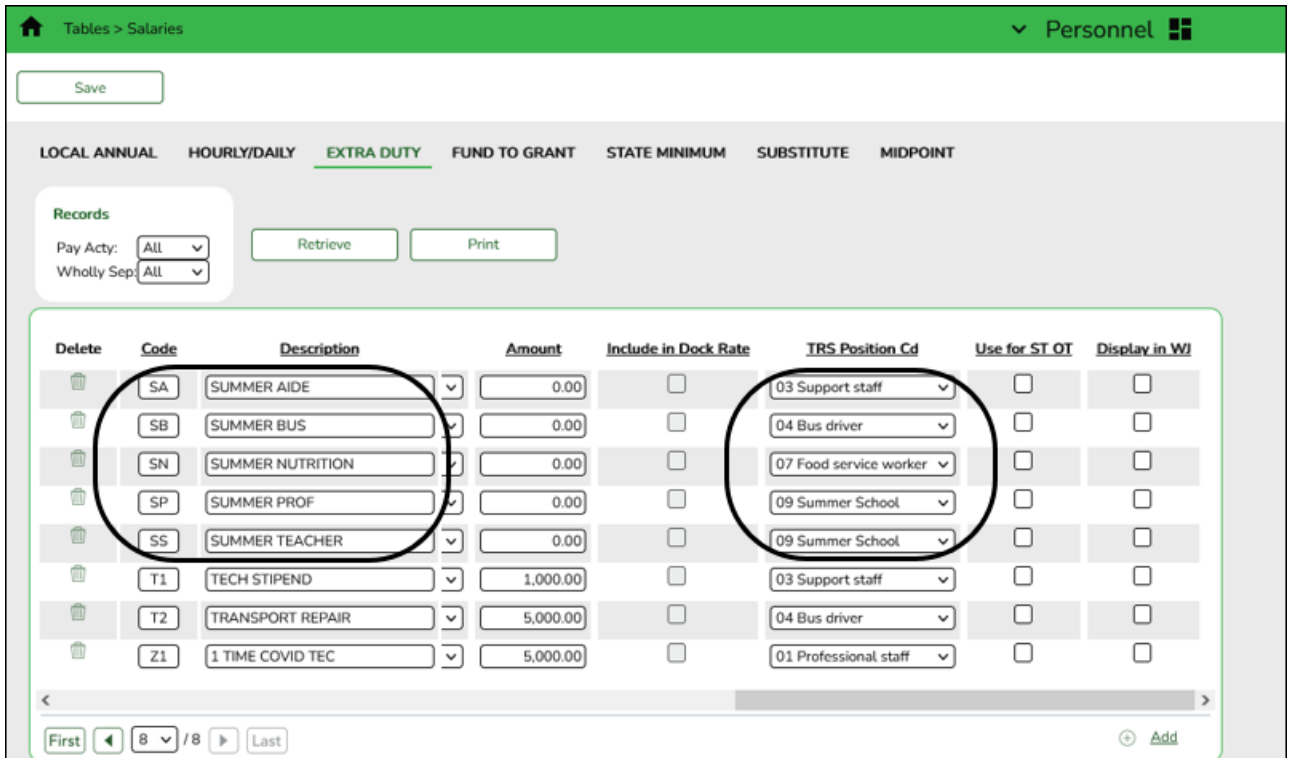 Tables > Salaries
Personnel
Save
LOCAL ANNUAL HOURLY/DAILY EXTRA DUTY FUND TO GRANT STATE MINIMUM SUBSTITUTE MIDPOINT
Records
Pay Acty: All
Wholly Sep: All
Retrieve Print
Delete Code Description Amount Include in Dock Rate TRS Position Cd Use for ST OT Display in WJ
SA SUMMER AIDE 0.00 03 Support staff
SB SUMMER BUS 0.00 04 Bus driver
SN SUMMER NUTRITION 0.00 07 Food service worker
SP SUMMER PROF 0.00 09 Summer School
SS SUMMER TEACHER 0.00 09 Summer School
T1 TECH STIPEND 1,000.00 03 Support staff
T2 TRANSPORT REPAIR 5,000.00 04 Bus driver
Z1 1 TIME COVID TEC 5,000.00 01 Professional staff
First 8 / 8 Last Add